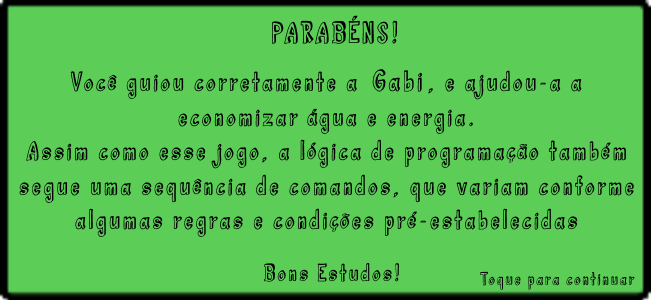 PARABÉNS!
Você guiou corretamente a Gabi, e ajudou-a a
economizar água e energia.
Assim como esse jogo, a lógica de programação também
segue uma sequência de comandos, que variam conforme
algumas regras e condições pré-estabelecidas
Bons Estudos!
Toque para continuar